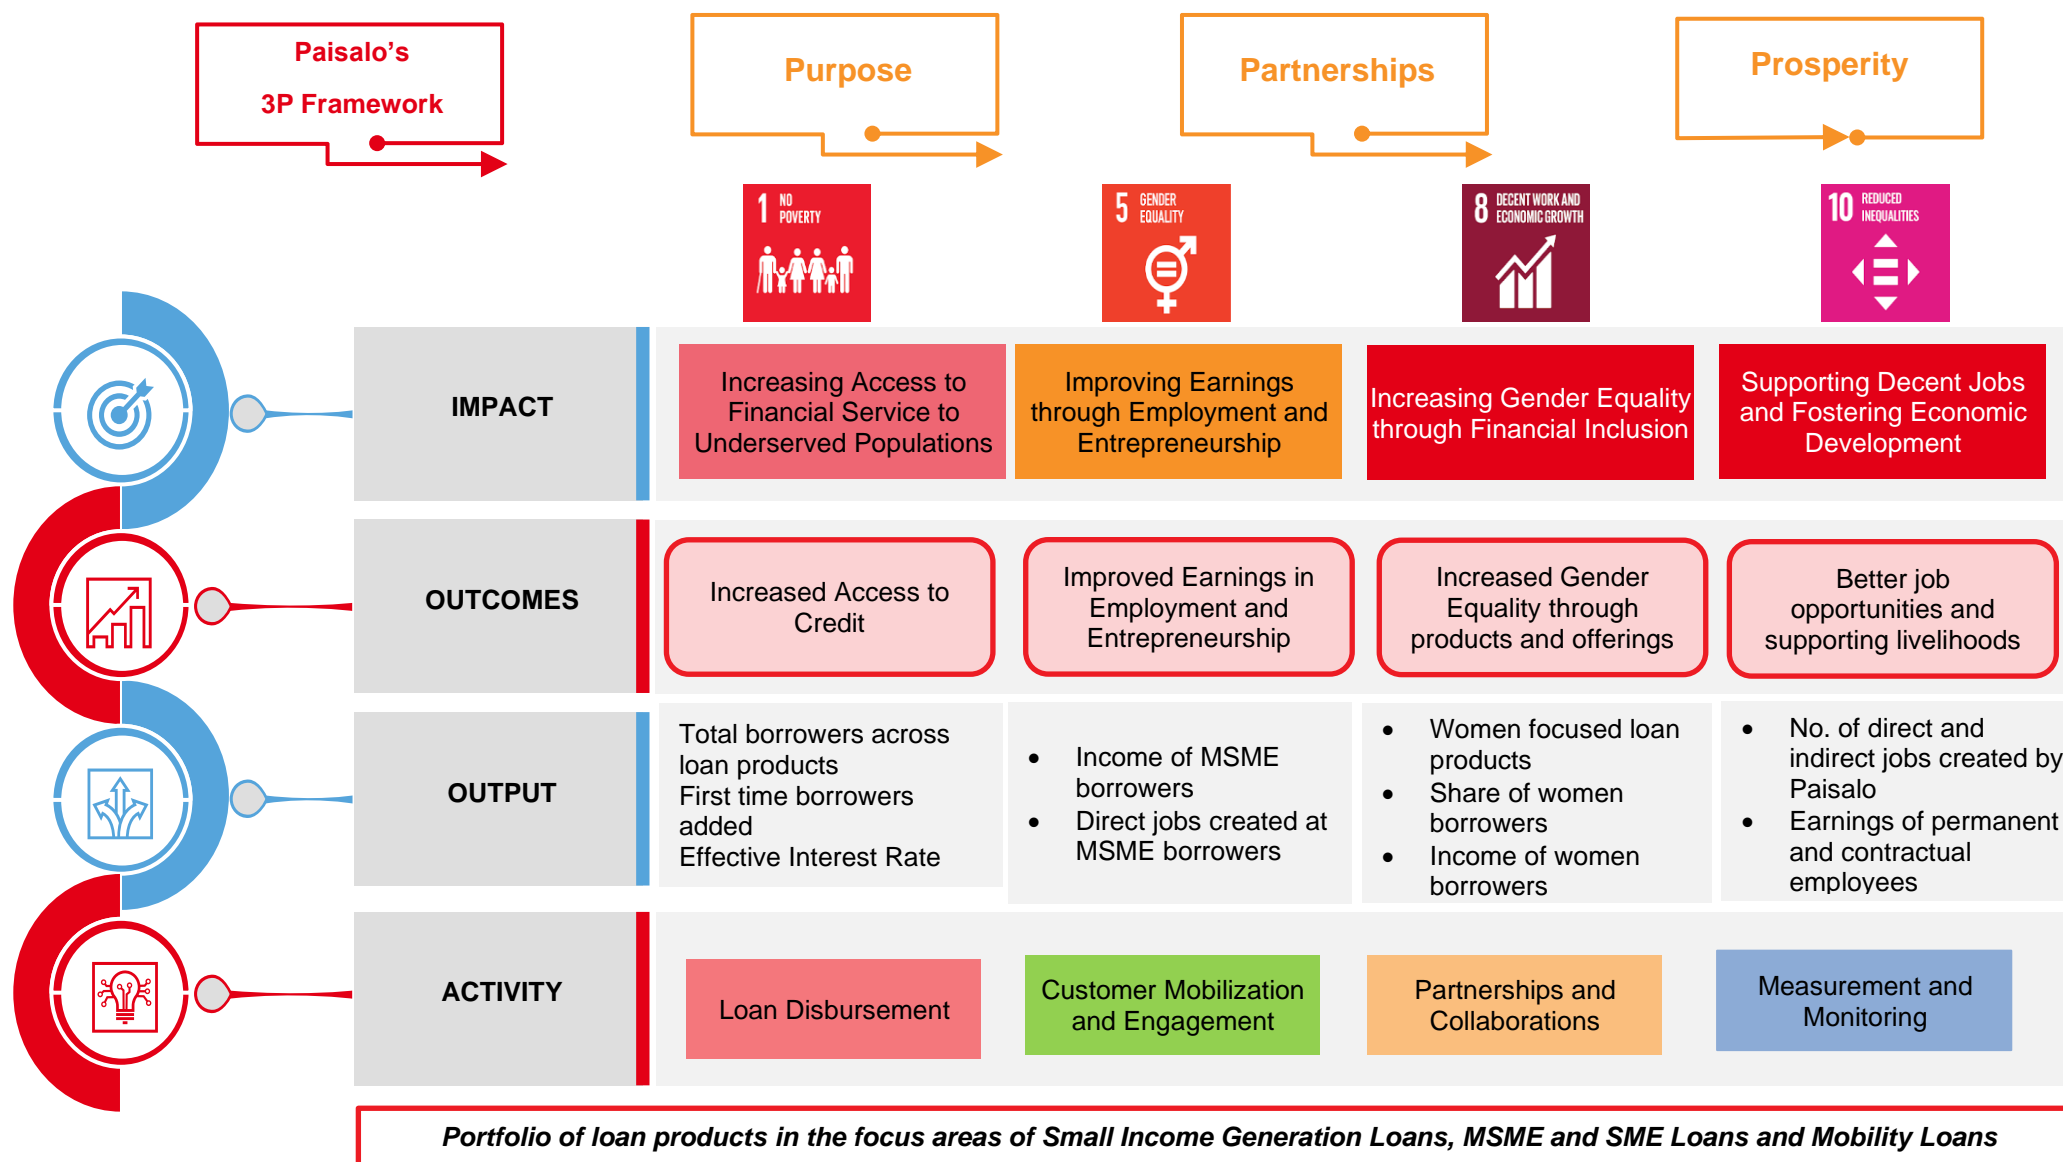 Paisalo’s
3P Framework
Purpose
Partnerships
Prosperity
1 NO
POVERTY
5 GENDER
EQUALITY
8 DECENT WORK AND
ECONOMIC GROWTH
10 REDUCED
INEQUALITIES
IMPACT
Increasing Access to
Financial Service to
Underserved Populations
Improving Earnings
through Employment and
Entrepreneurship
Increasing Gender Equality
through Financial Inclusion
Supporting Decent Jobs
and Fostering Economic
Development
OUTCOMES
Increased Access to
Credit
Improved Earnings in
Employment and
Entrepreneurship
Increased Gender
Equality through
products and offerings
Better job
opportunities and
supporting livelihoods
OUTPUT
Total borrowers across
loan products
First time borrowers
added
Effective Interest Rate
• Income of MSME
borrowers
• Direct jobs created at
MSME borrowers
• Women focused loan
products
• Share of women
borrowers
• Income of women
borrowers
• No. of direct and
indirect jobs created by
Paisalo
• Earnings of permanent
and contractual
employees
ACTIVITY
Loan Disbursement
Customer Mobilization
and Engagement
Partnerships and
Collaborations
Measurement and
Monitoring
Portfolio of loan products in the focus areas of Small Income Generation Loans, MSME and SME Loans and Mobility Loans